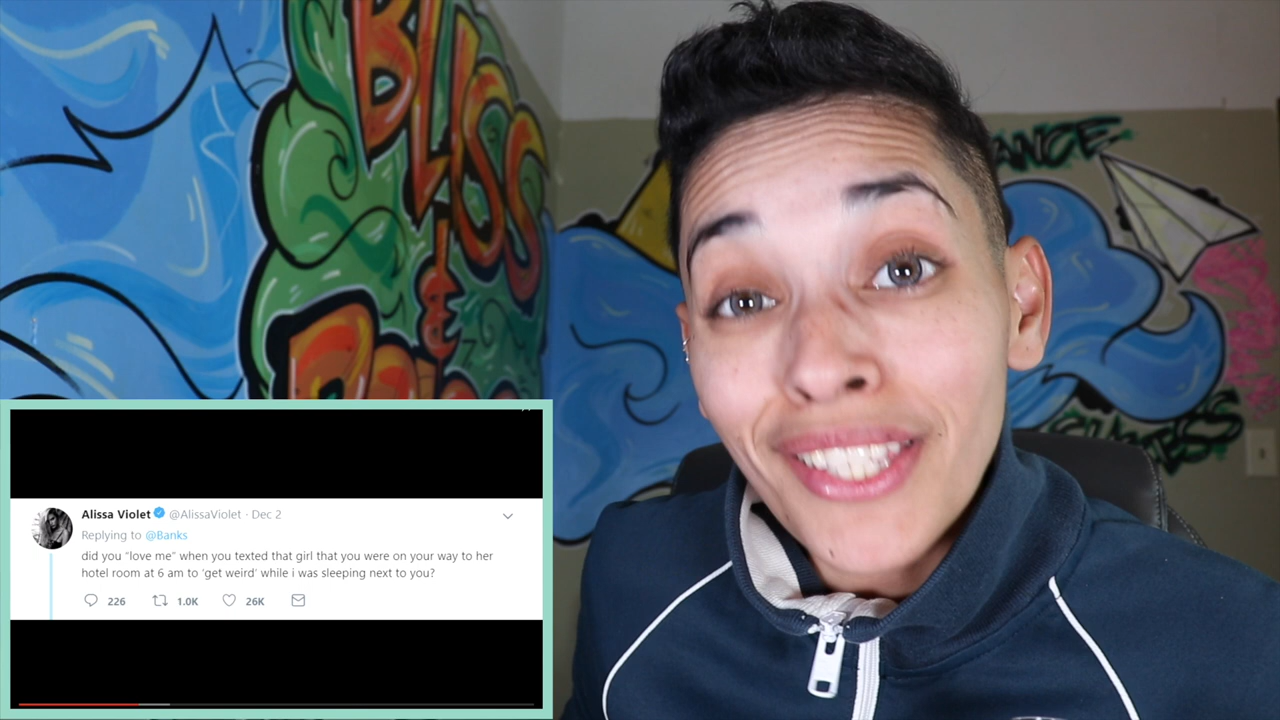 BLISS
&
ANCE
Alissa Violet @AlissaViolet · Dec 2
Replying to @Banks
did you “love me” when you texted that girl that you were on your way to her
hotel room at 6 am to ‘get weird’ while i was sleeping next to you?
226 1.0K 26K